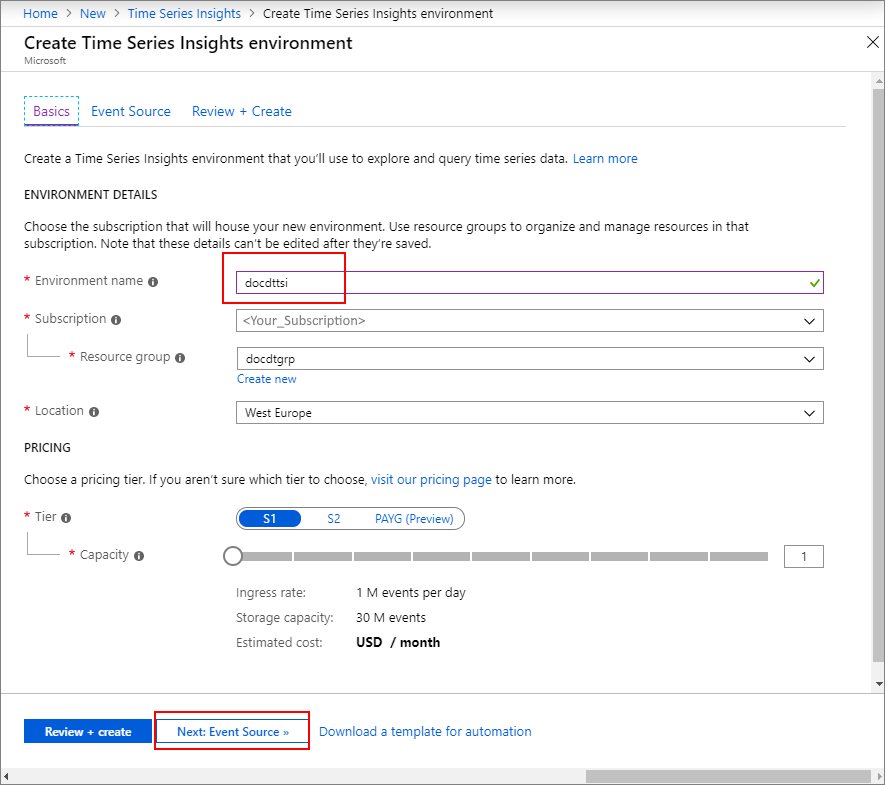 Home > New > Time Series Insights > Create Time Series Insights environment
Create Time Series Insights environment
Microsoft
Basics Event Source Review + Create
Create a Time Series Insights environment that you'll use to explore and query time series data. Learn more
ENVIRONMENT DETAILS
Choose the subscription that will house your new environment. Use resource groups to organize and manage resources in that
subscription. Note that these details can't be edited after they're saved.
* Environment name docdttsi
* Subscription <Your_Subscription>
* Resource group docdtgrp
Create new
* Location West Europe
PRICING
Choose a pricing tier. If you aren't sure which tier to choose, visit our pricing page to learn more.
* Tier S1 S2 PAYG (Preview)
* Capacity 1
Ingress rate: 1 M events per day
Storage capacity: 30 M events
Estimated cost: USD / month
Review + create Next: Event Source » Download a template for automation